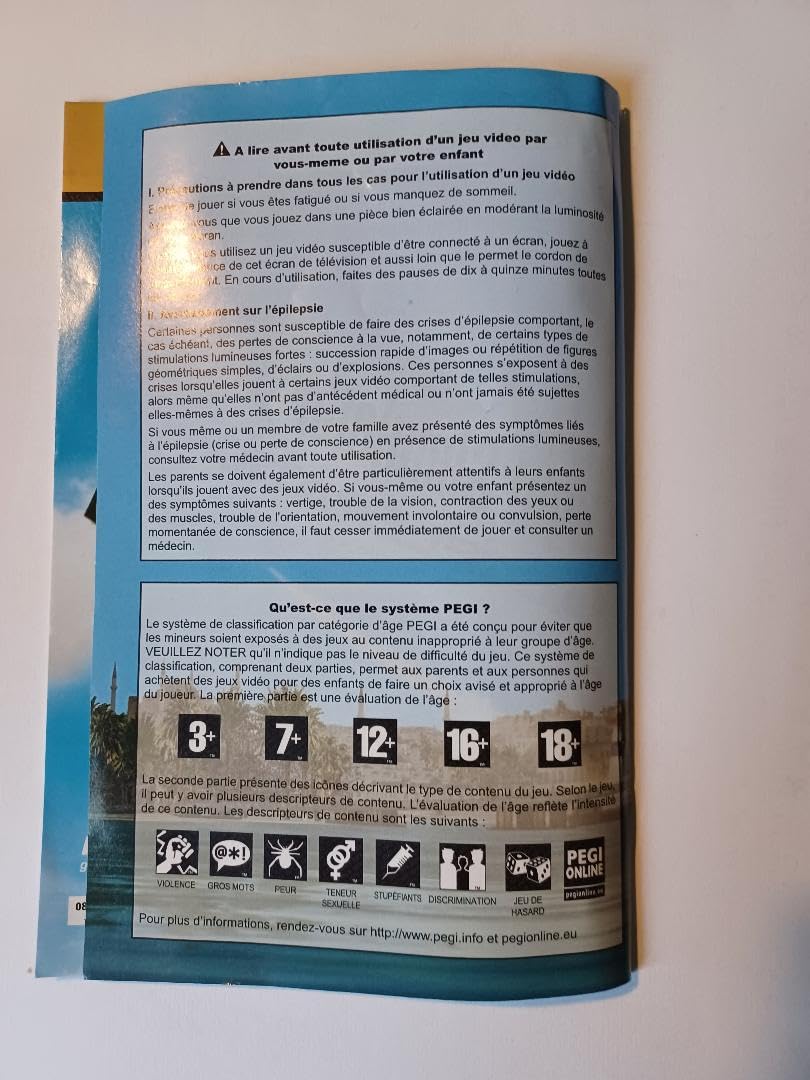 A lire avant toute utilisation d'un jeu video par
vous-meme ou par votre enfant
I. Précautions à prendre dans tous les cas pour l'utilisation d'un jeu vidéo
jouer si vous êtes fatigué ou si vous manquez de sommeil.
que vous jouez dans une pièce bien éclairée en modérant la luminosité
utilisez un jeu vidéo susceptible d'être connecté à un écran, jouez à
de cet écran de télévision et aussi loin que le permet le cordon de
En cours d'utilisation, faites des pauses de dix à quinze minutes toutes
II. sur l'épilepsie
Certaines personnes sont susceptible de faire des crises d'épilepsie comportant, le
cas échéant, des pertes de conscience à la vue, notamment, de certains types de
stimulations lumineuses fortes : succession rapide d'images ou répétition de figures
géométriques simples, d'éclairs ou d'explosions. Ces personnes s'exposent à des
crises lorsqu'elles jouent à certains jeux vidéo comportant de telles stimulations,
alors même qu'elles n'ont pas d'antécédent médical ou n'ont jamais été sujettes
elles-mêmes à des crises d'épilepsie.
Si vous même ou un membre de votre famille avez présenté des symptômes liés
à l'épilepsie (crise ou perte de conscience) en présence de stimulations lumineuses,
consultez votre médecin avant toute utilisation.
Les parents se doivent également d'être particulièrement attentifs à leurs enfants
lorsqu'ils jouent avec des jeux vidéo. Si vous-même ou votre enfant présentez un
des symptômes suivants : vertige, trouble de la vision, contraction des yeux ou
des muscles, trouble de l'orientation, mouvement involontaire ou convulsion, perte
momentanée de conscience, il faut cesser immédiatement de jouer et consulter un
médecin.
Qu'est-ce que le système PEGI ?
Le système de classification par catégorie d'âge PEGI a été conçu pour éviter que
les mineurs soient exposés à des jeux au contenu inapproprié à leur groupe d'âge.
VEUILLEZ NOTER qu'il n'indique pas le niveau de difficulté du jeu. Ce système de
classification, comprenant deux parties, permet aux parents et aux personnes qui
achètent des jeux vidéo pour des enfants de faire un choix avisé et approprié à l'âge
du joueur. La première partie est une évaluation de l'âge :
3+ 7+ 12+ 16+ 18+
La seconde partie présente des icônes décrivant le type de contenu du jeu. Selon le jeu,
il peut y avoir plusieurs descripteurs de contenu. L'évaluation de l'âge reflète l'intensité
de ce contenu. Les descripteurs de contenu sont les suivants :
@*!
PEGI
ONLINE
pegionline.eu
VIOLENCE GROS MOTS PEUR TENEUR SEXUELLE STUPÉFIANTS DISCRIMINATION JEU DE HASARD
Pour plus d'informations, rendez-vous sur http://www.pegi.info et pegionline.eu
08